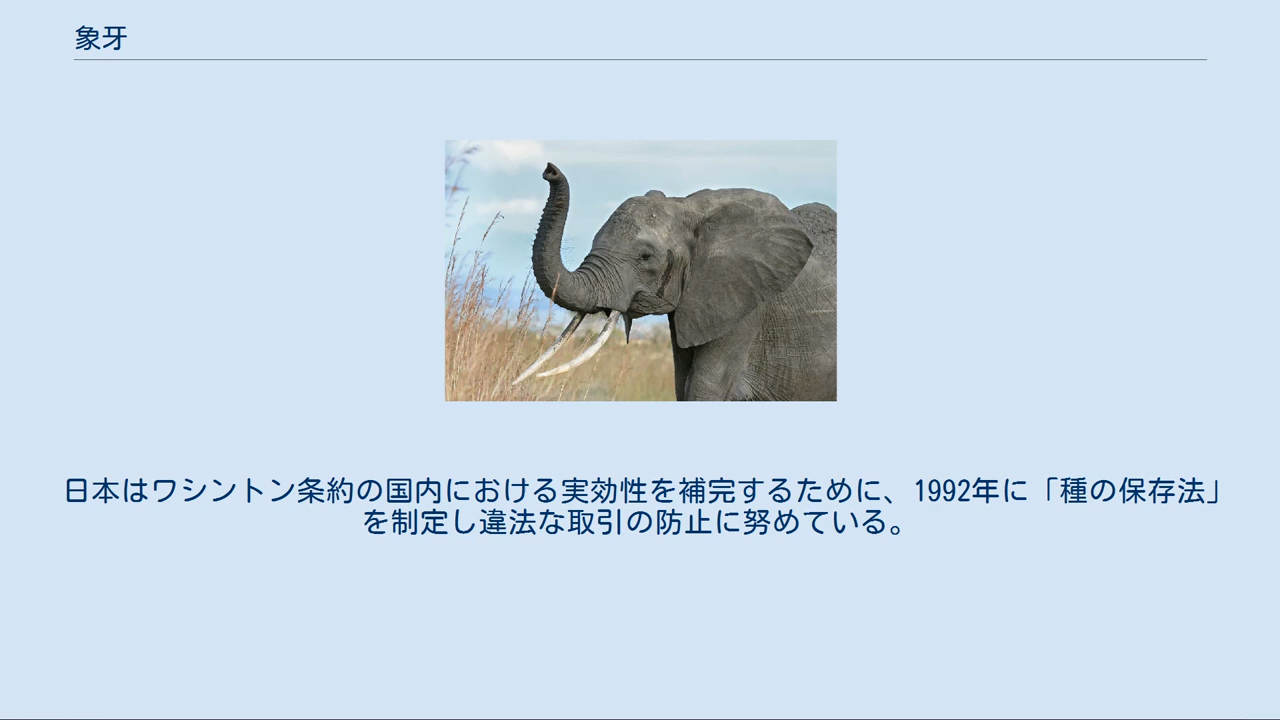 象牙
日本はワシントン条約の国内における実効性を補完するために、1992年に「種の保存法」
を制定し違法な取引の防止に努めている。